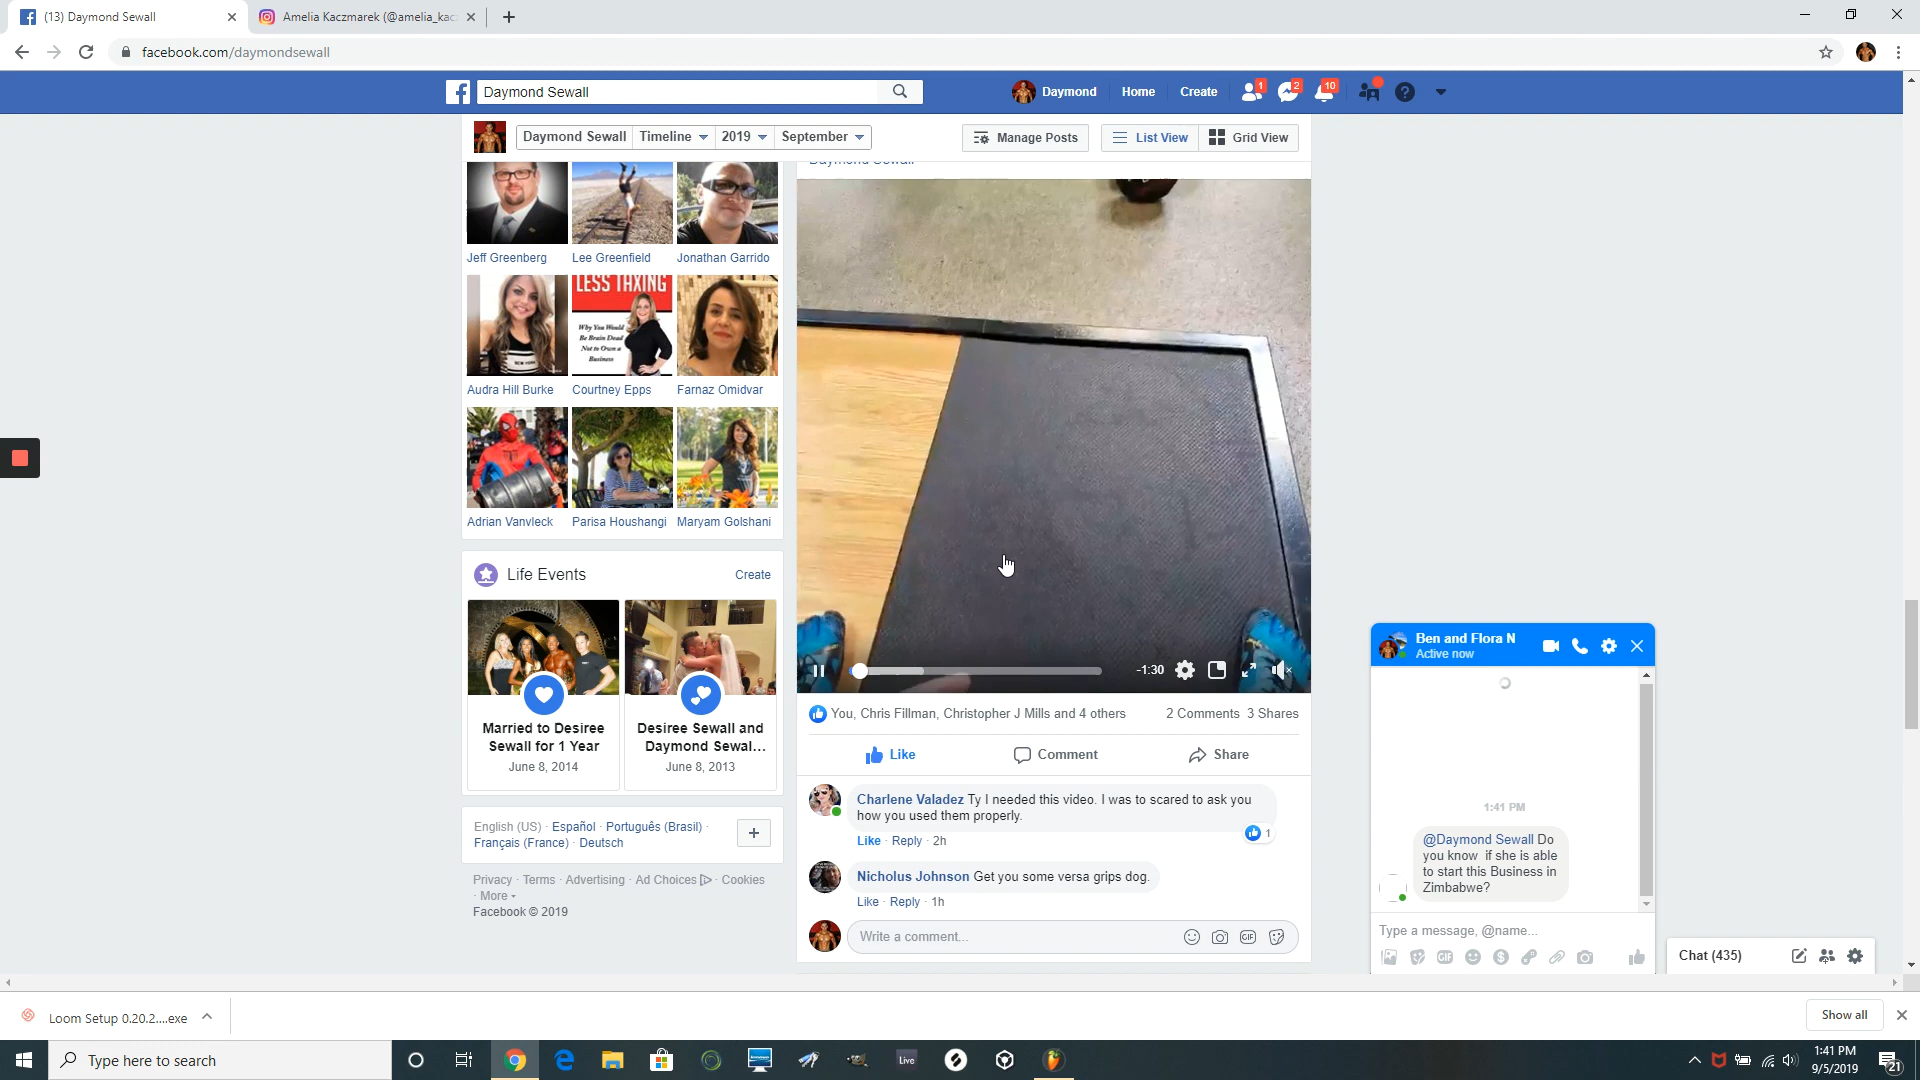 (13) Daymond Sewall
Amelia Kaczmarek (@amelia_kac
facebook.com/daymondsewall
Daymond Sewall
Daymond
Home
Create
1
2
10
Daymond Sewall
Timeline
2019
September
Manage Posts
List View
Grid View
Daymond Sewall
Jeff Greenberg
Lee Greenfield
Jonathan Garrido
LESS TAXING
Why You Would
Be Brain Dead
Not to Own a
Business
Audra Hill Burke
Courtney Epps
Farnaz Omidvar
Adrian Vanvleck
Parisa Houshangi
Maryam Golshani
Life Events
Create
Married to Desiree
Sewall for 1 Year
June 8, 2014
Desiree Sewall and
Daymond Sewal...
June 8, 2013
English (US) · Español · Português (Brasil) ·
Français (France) · Deutsch
Privacy · Terms · Advertising · Ad Choices · Cookies
· More
Facebook © 2019
-1:30
You, Chris Fillman, Christopher J Mills and 4 others
2 Comments 3 Shares
Like
Comment
Share
Charlene Valadez Ty I needed this video. I was to scared to ask you
how you used them properly.
1
Like · Reply · 2h
Nicholus Johnson Get you some versa grips dog.
Like · Reply · 1h
Write a comment...
GIF
Ben and Flora N
Active now
1:41 PM
@Daymond Sewall Do
you know if she is able
to start this Business in
Zimbabwe?
Type a message, @name...
GIF
Chat (435)
Loom Setup 0.20.2....exe
Show all
Type here to search
Live
1:41 PM
9/5/2019
21